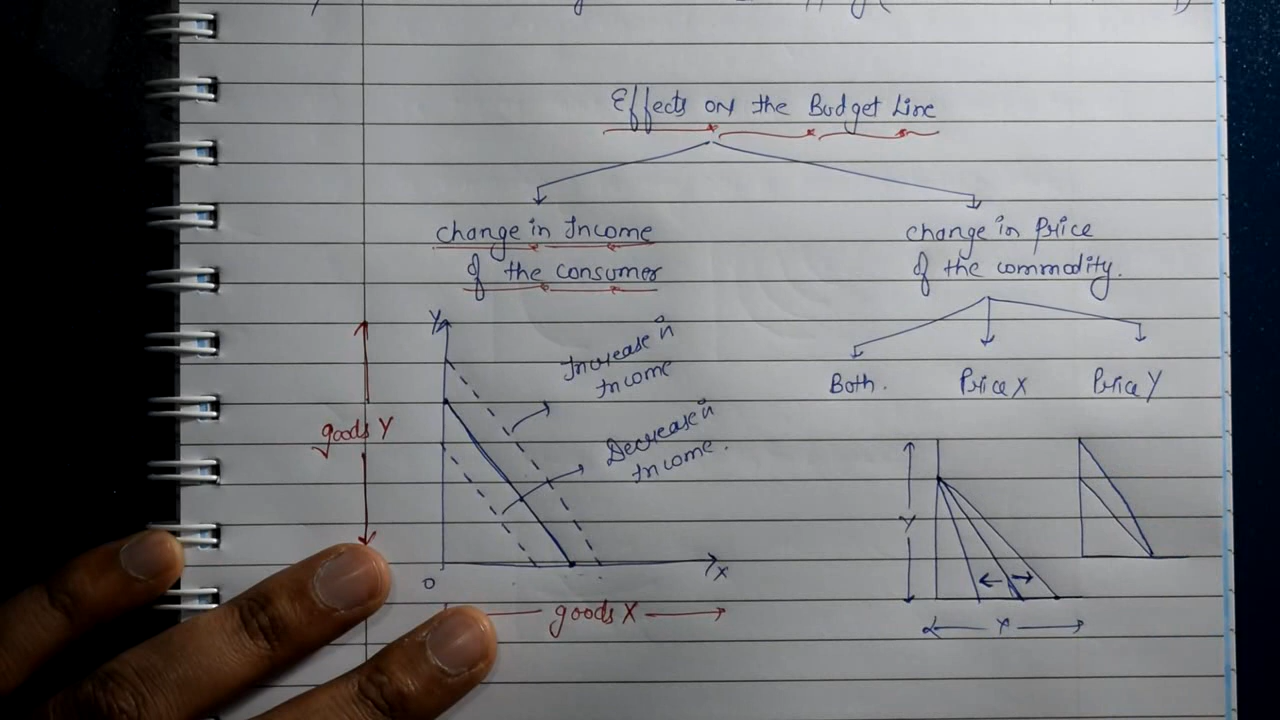 Effects on the Budget Line
change in Income
of the consumer
change in Price
of the commodity.
Y
Increase in
Income
Decrease in
Income.
goods Y
O
X
goods X
Both.
Price X
Price Y
Y
X